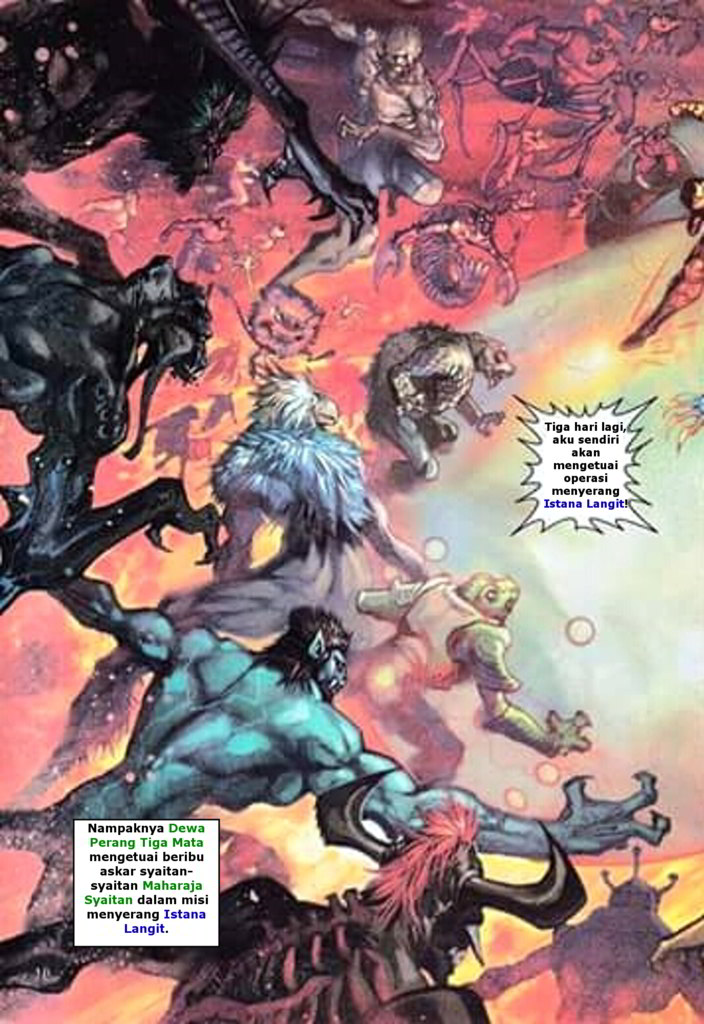 Tiga hari lagi,
aku sendiri
akan
mengetuai
operasi
menyerang
Istana Langit!
Nampaknya Dewa
Perang Tiga Mata
mengetuai beribu
askar syaitan-
syaitan Maharaja
Syaitan dalam misi
menyerang Istana
Langit.
10